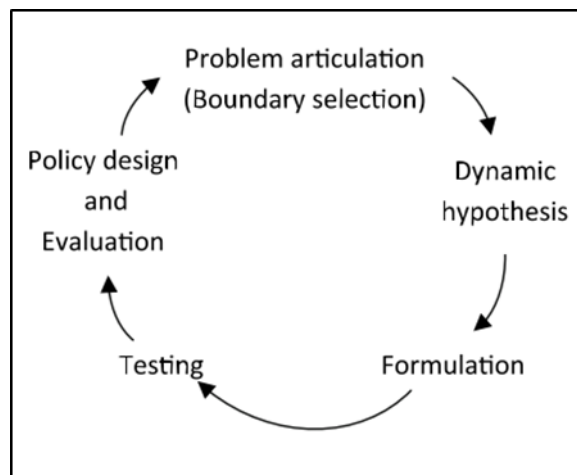 Problem articulation
(Boundary selection)
Dynamic
hypothesis
Formulation
Testing
Policy design
and
Evaluation